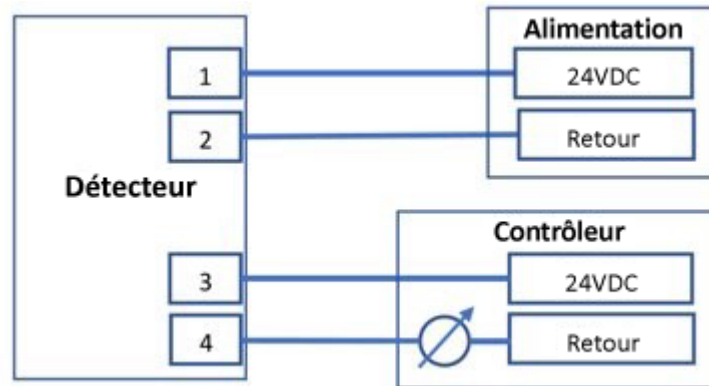 Alimentation
1
24VDC
2
Retour
Détecteur
Contrôleur
3
24VDC
4
Retour